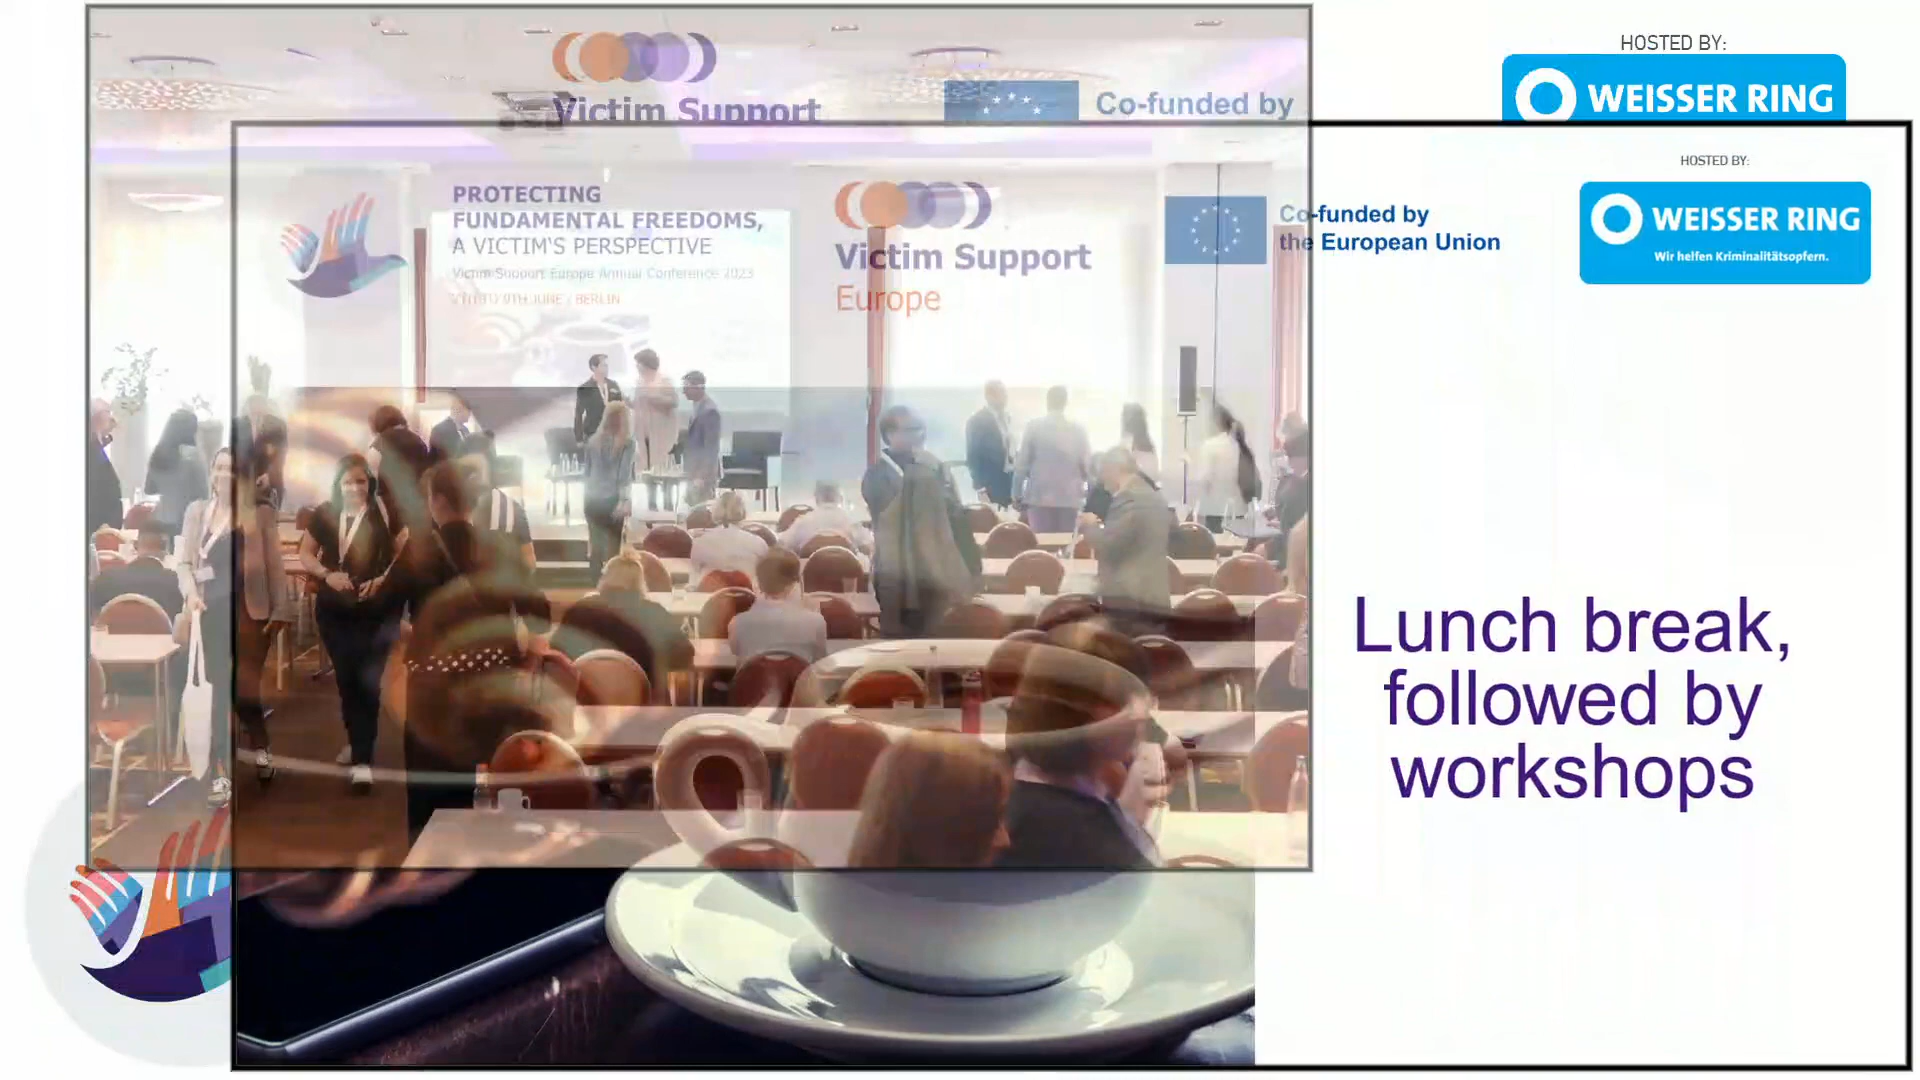 HOSTED BY:
WEISSER RING
Victim Support
Co-funded by
HOSTED BY:
WEISSER RING
Wir helfen Kriminalitätsopfern.
PROTECTING
FUNDAMENTAL FREEDOMS,
A VICTIM'S PERSPECTIVE
Victim Support Europe Annual Conference 2023
9TH JUNE / BERLIN
Victim Support
Europe
Co-funded by
the European Union
Lunch break,
followed by
workshops